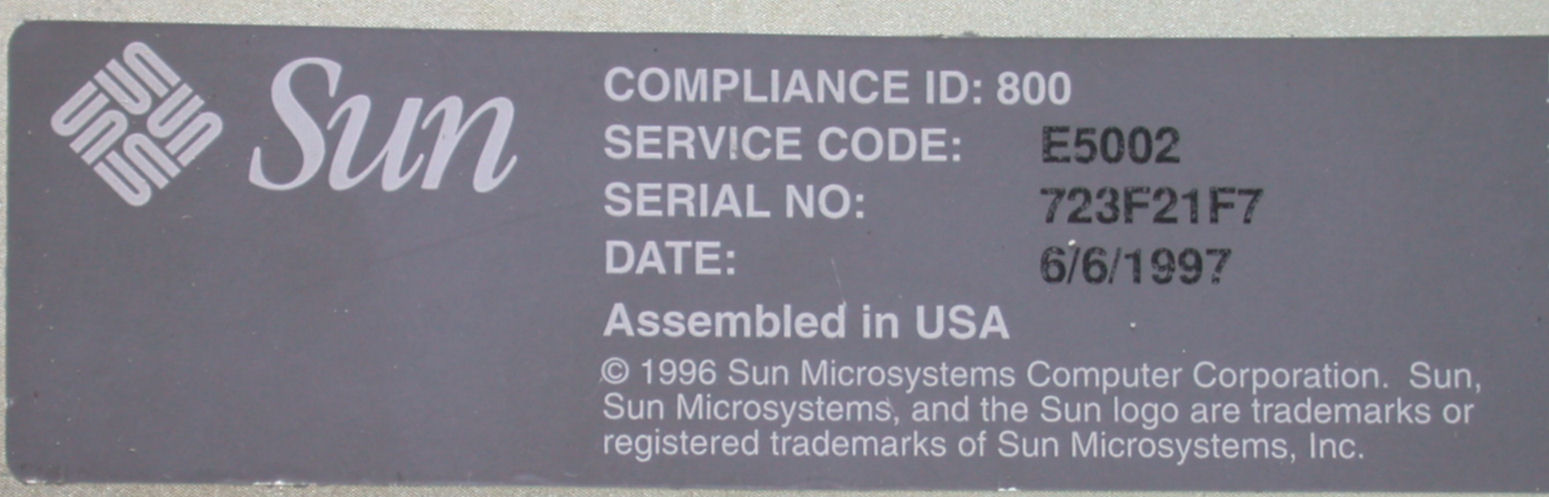 Sun
COMPLIANCE ID: 800
SERVICE CODE: E5002
SERIAL NO: 723F21F7
DATE: 6/6/1997
Assembled in USA
© 1996 Sun Microsystems Computer Corporation. Sun,
Sun Microsystems, and the Sun logo are trademarks or
registered trademarks of Sun Microsystems, Inc.